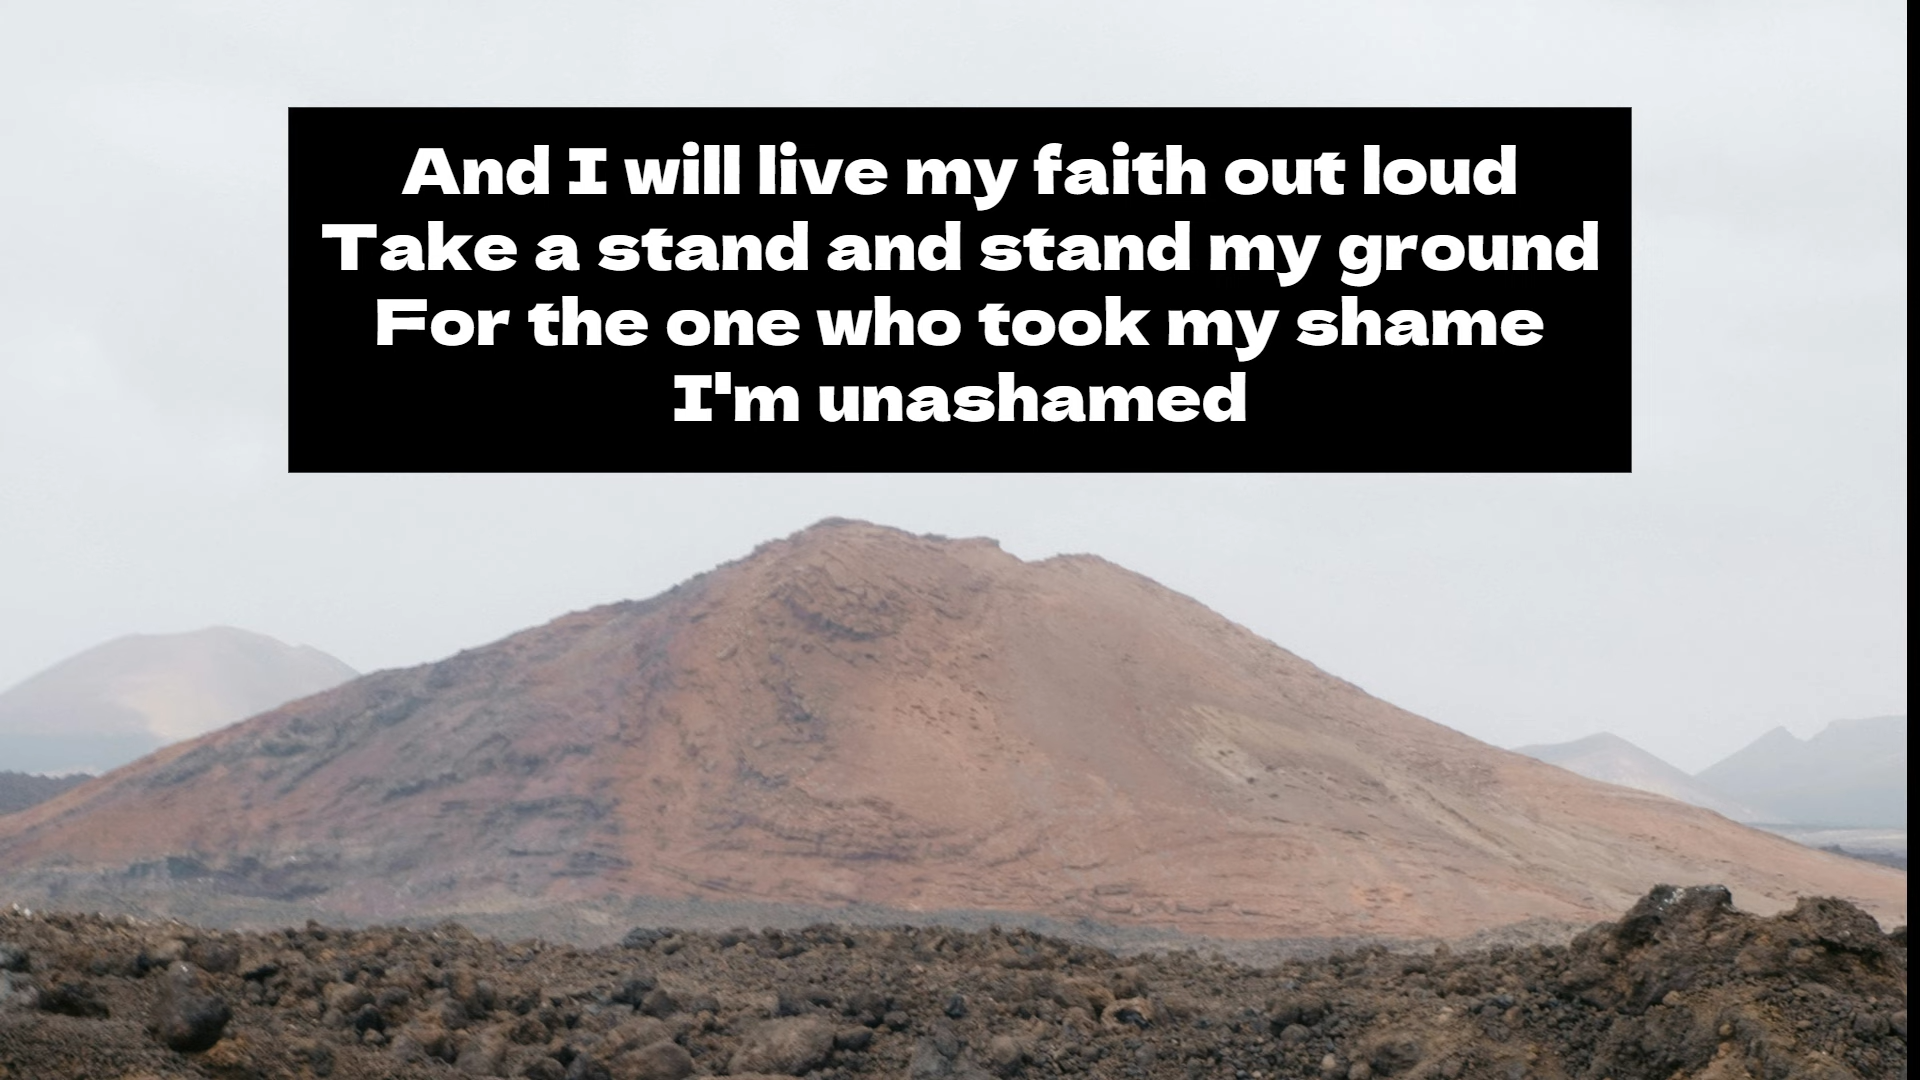 And I will live my faith out loud
Take a stand and stand my ground
For the one who took my shame
I'm unashamed